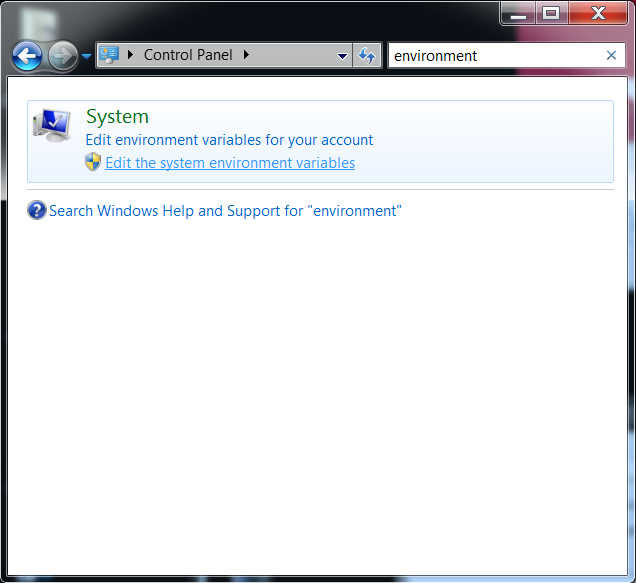 Control Panel
environment
System
Edit environment variables for your account
Edit the system environment variables
Search Windows Help and Support for "environment"